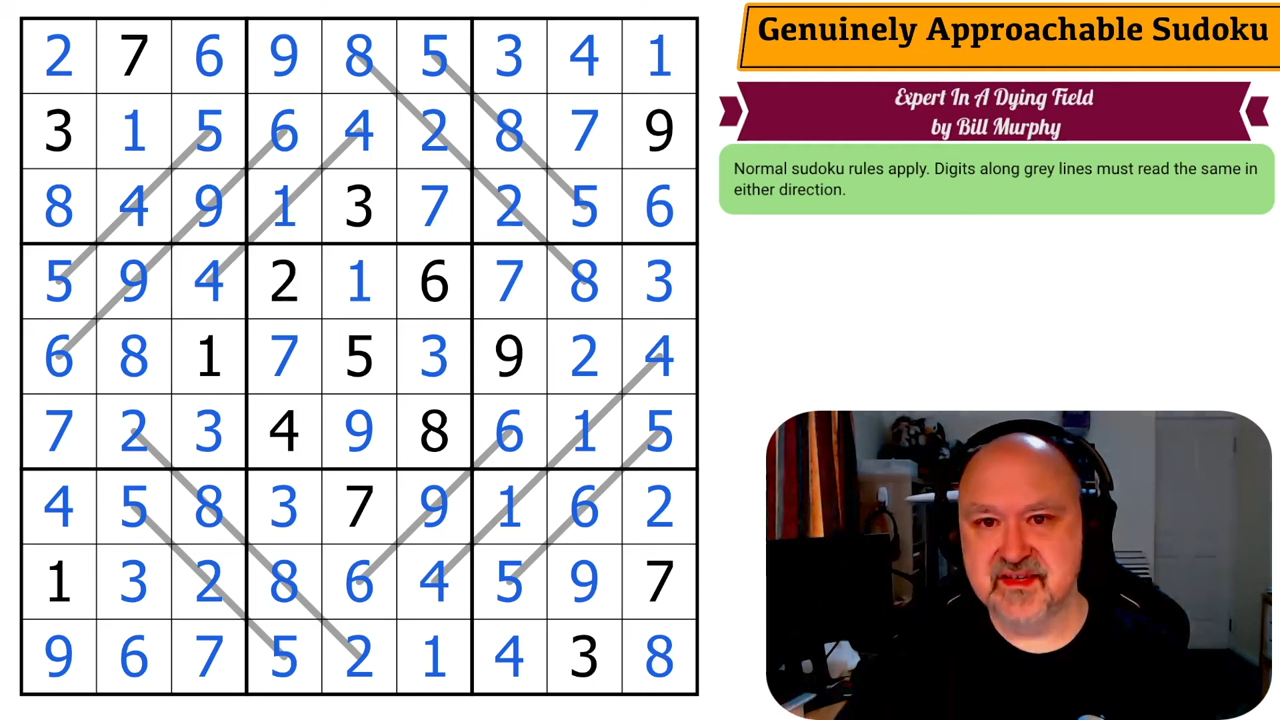 Genuinely Approachable Sudoku
Expert In A Dying Field
by Bill Murphy
Normal sudoku rules apply. Digits along grey lines must read the same in
either direction.
2 7 6 9 8 5 3 4 1
3 1 5 6 4 2 8 7 9
8 4 9 1 3 7 2 5 6
5 9 4 2 1 6 7 8 3
6 8 1 7 5 3 9 2 4
7 2 3 4 9 8 6 1 5
4 5 8 3 7 9 1 6 2
1 3 2 8 6 4 5 9 7
9 6 7 5 2 1 4 3 8